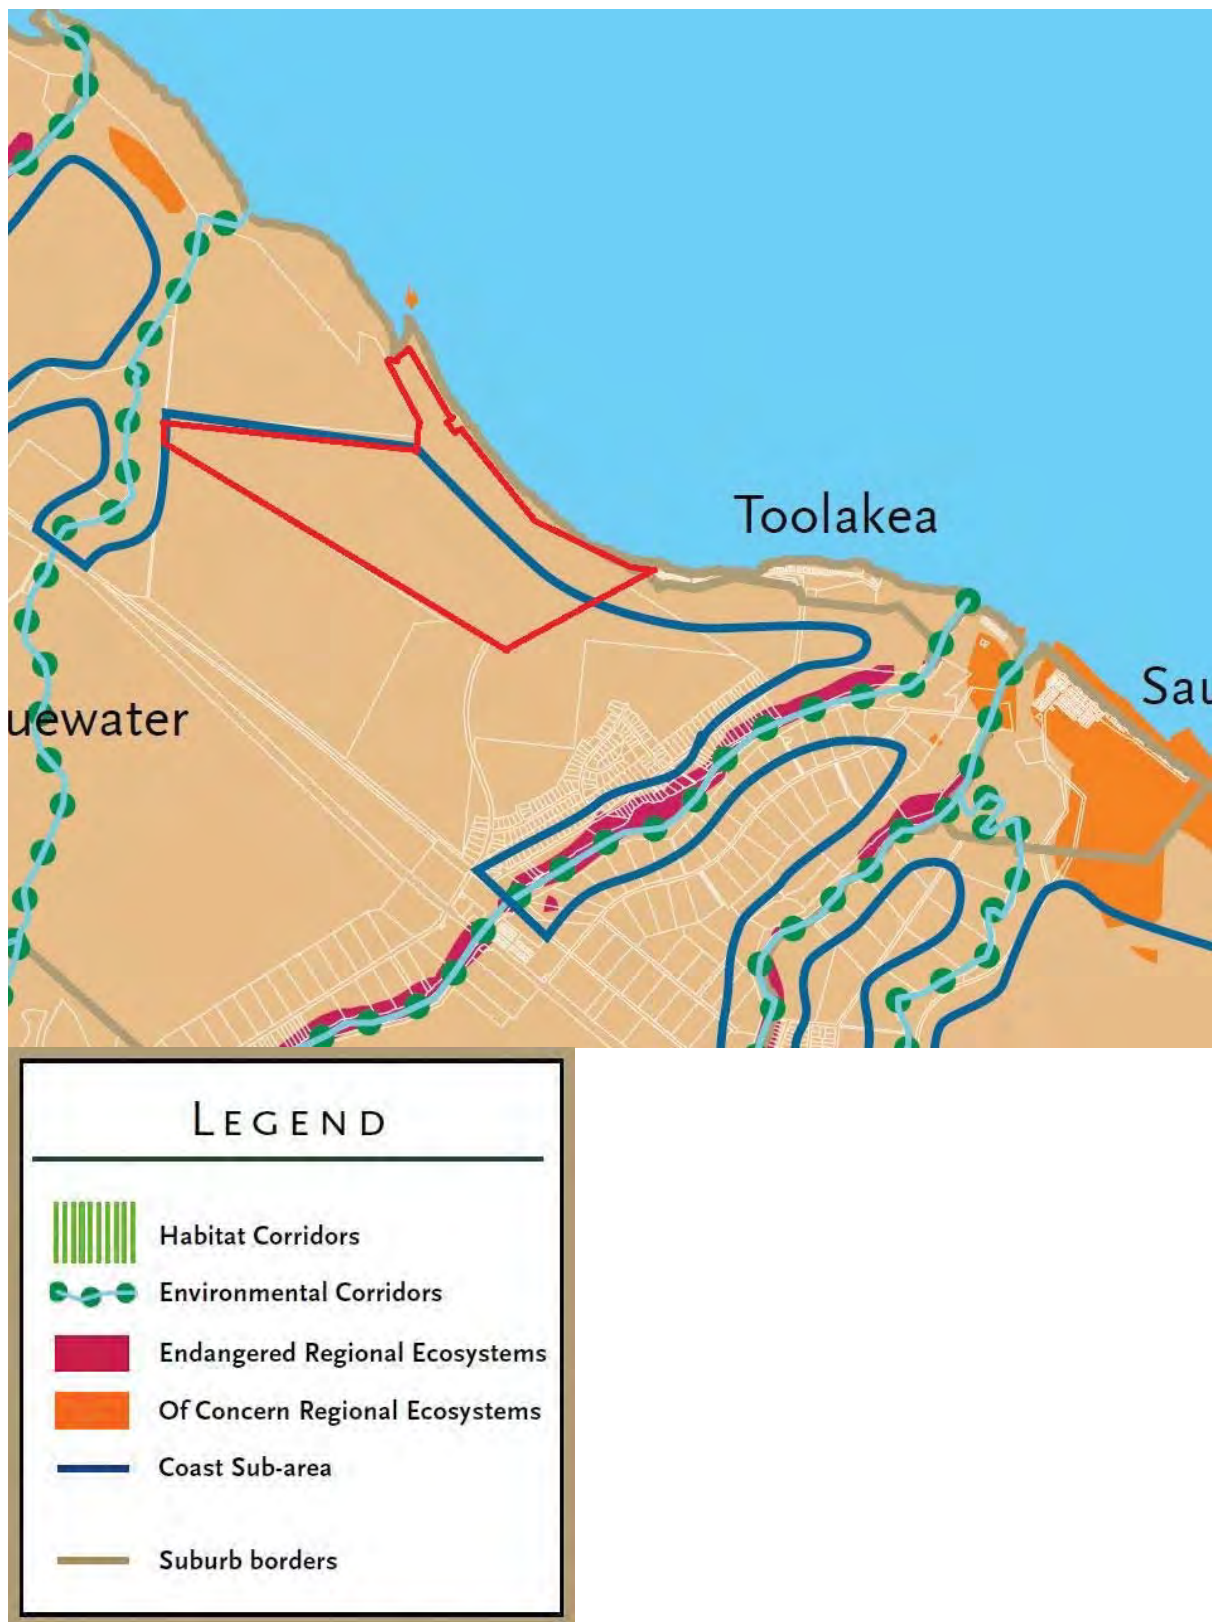 Toolakea
Sau
uewater
LEGEND
Habitat Corridors
Environmental Corridors
Endangered Regional Ecosystems
Of Concern Regional Ecosystems
Coast Sub-area
Suburb borders